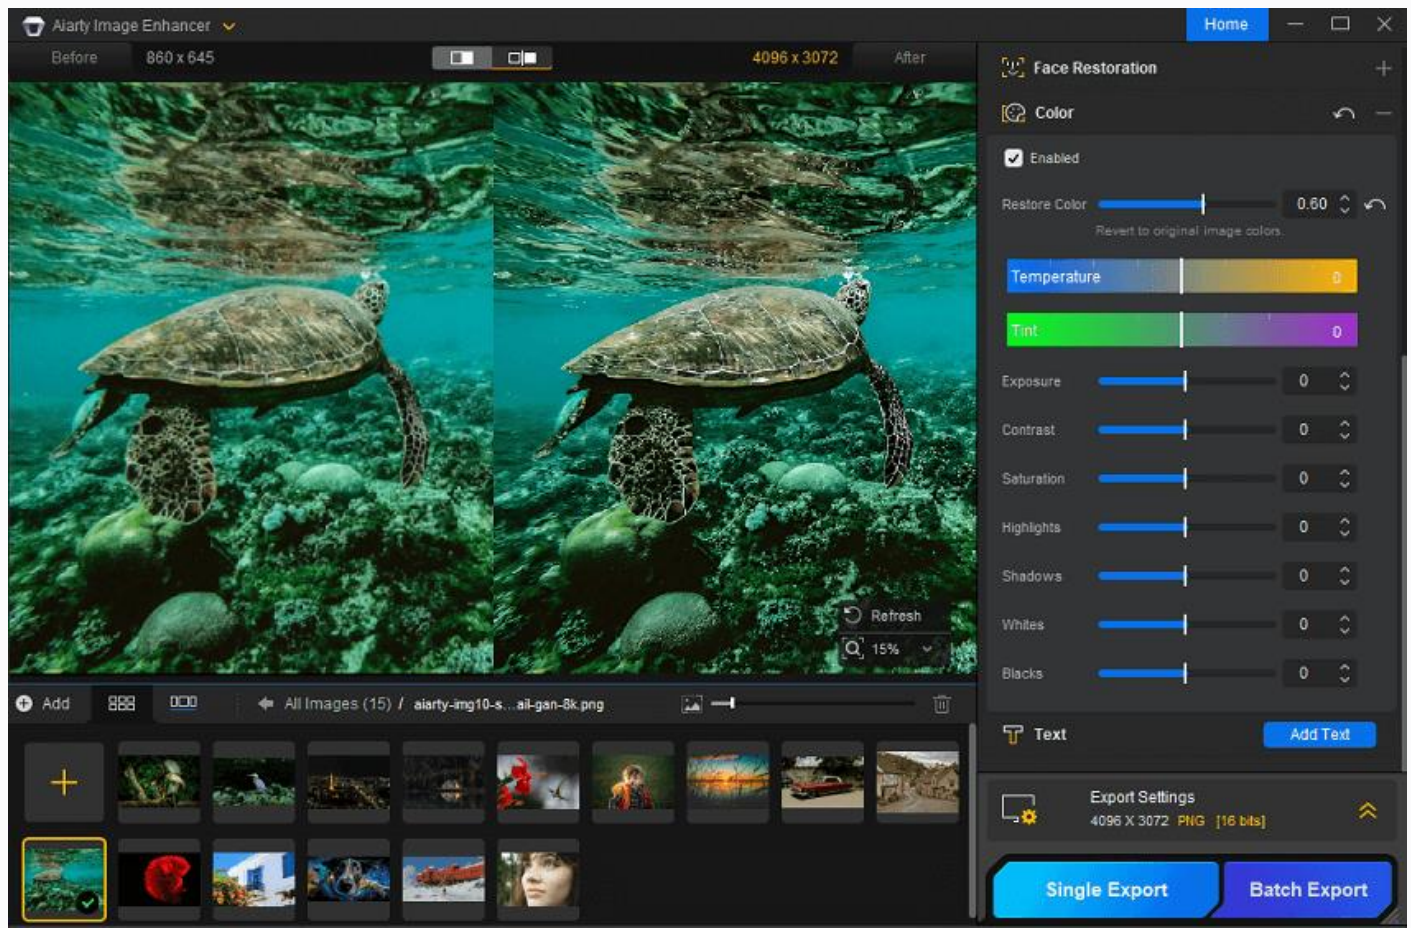 Aiarty Image Enhancer
Home
Before
860 x 645
4096 x 3072
After
Face Restoration
Color
Enabled
Restore Color
0.60
Revert to original image colors.
Temperature
0
Tint
0
Exposure
0
Contrast
0
Saturation
0
Highlights
0
Shadows
0
Whites
0
Blacks
0
Refresh
15%
Add
All Images (15) / aiarty-img10-s...ail-gan-8k.png
Text
Add Text
Export Settings
4096 X 3072 PNG [16 bits]
Single Export
Batch Export